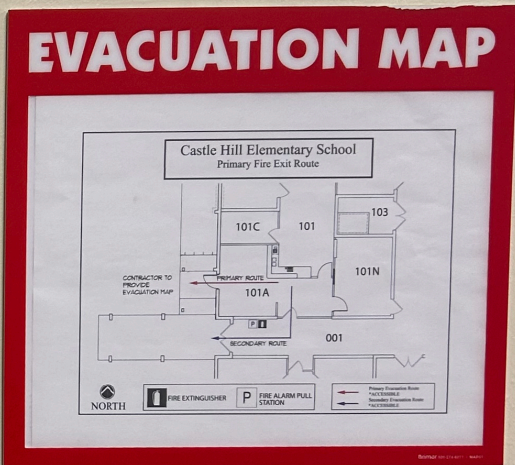 EVACUATION MAP
Castle Hill Elementary School
Primary Fire Exit Route
101C
101
103
CONTRACTOR TO
PROVIDE
EVACUATION MAP
PRIMARY ROUTE
101A
101N
P
SECONDARY ROUTE
001
NORTH
FIRE EXTINGUISHER
P
FIRE ALARM PULL
STATION
Primary Evacuation Route
*ACCESSIBLE
Secondary Evacuation Route
*ACCESSIBLE